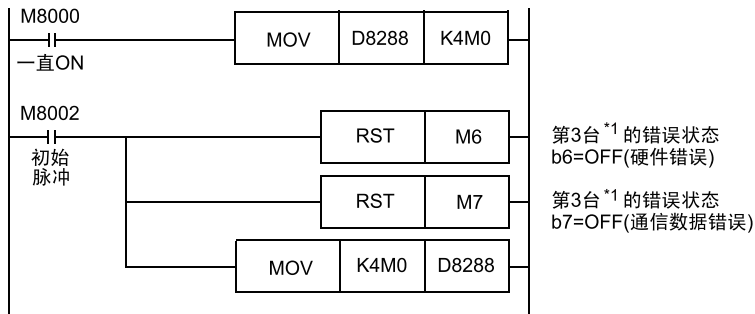 M8000
MOV D8288 K4M0
一直ON
M8002
初始
脉冲
RST M6
第3台*1的错误状态
b6=OFF(硬件错误)
RST M7
第3台*1的错误状态
b7=OFF(通信数据错误)
MOV K4M0 D8288